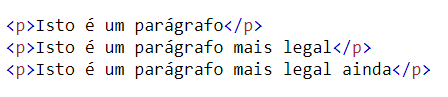 <p>Isto é um parágrafo</p>
<p>Isto é um parágrafo mais legal</p>
<p>Isto é um parágrafo mais legal ainda</p>